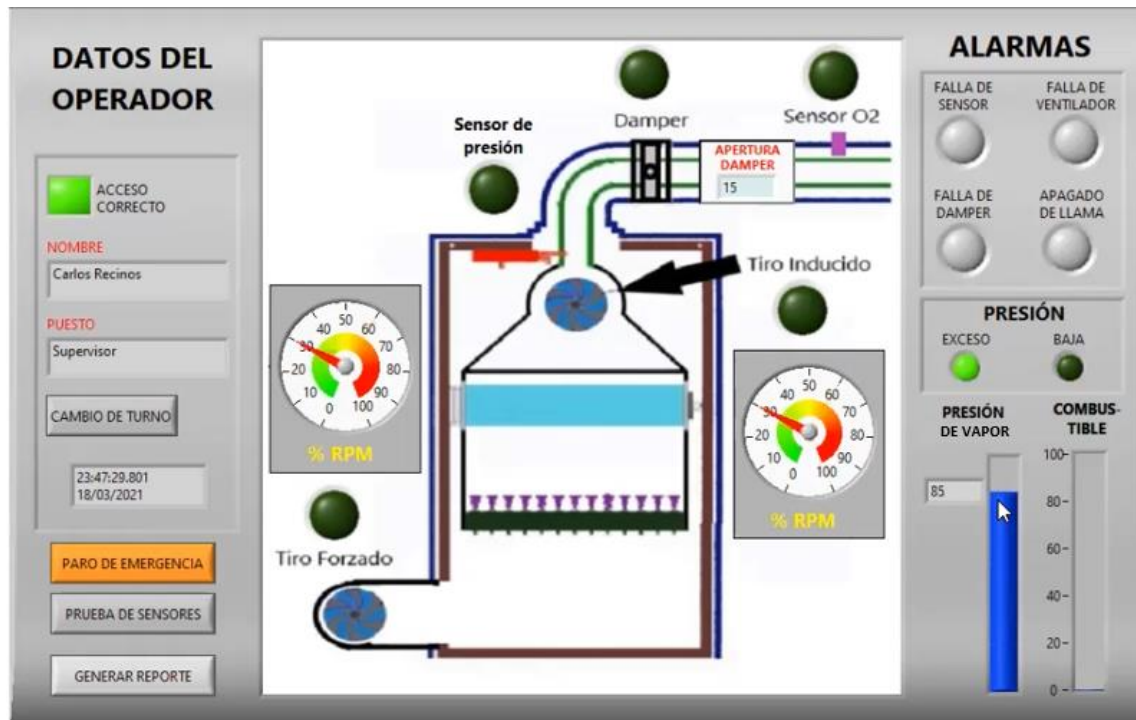 DATOS DEL
OPERADOR
ACCESO
CORRECTO
NOMBRE
Carlos Recinos
PUESTO
Supervisor
CAMBIO DE TURNO
23:47:29.801
18/03/2021
PARO DE EMERGENCIA
PRUEBA DE SENSORES
GENERAR REPORTE
Sensor de
presión
Damper
Sensor O2
APERTURA
DAMPER
15
Tiro Inducido
0 10 20 30 40 50 60 70 80 90 100
% RPM
0 10 20 30 40 50 60 70 80 90 100
% RPM
Tiro Forzado
ALARMAS
FALLA DE
SENSOR
FALLA DE
VENTILADOR
FALLA DE
DAMPER
APAGADO
DE LLAMA
PRESIÓN
EXCESO
BAJA
PRESIÓN
DE VAPOR
85
COMBUS-
TIBLE
100
80
60
40
20
0